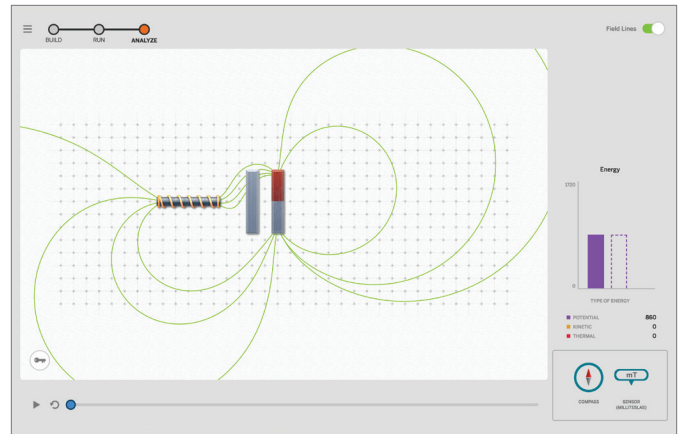 BUILD RUN ANALYZE
Field Lines
Energy
1720
0
TYPE OF ENERGY
POTENTIAL 860
KINETIC 0
THERMAL 0
mT
COMPASS
SENSOR
(MILLITESLAS)